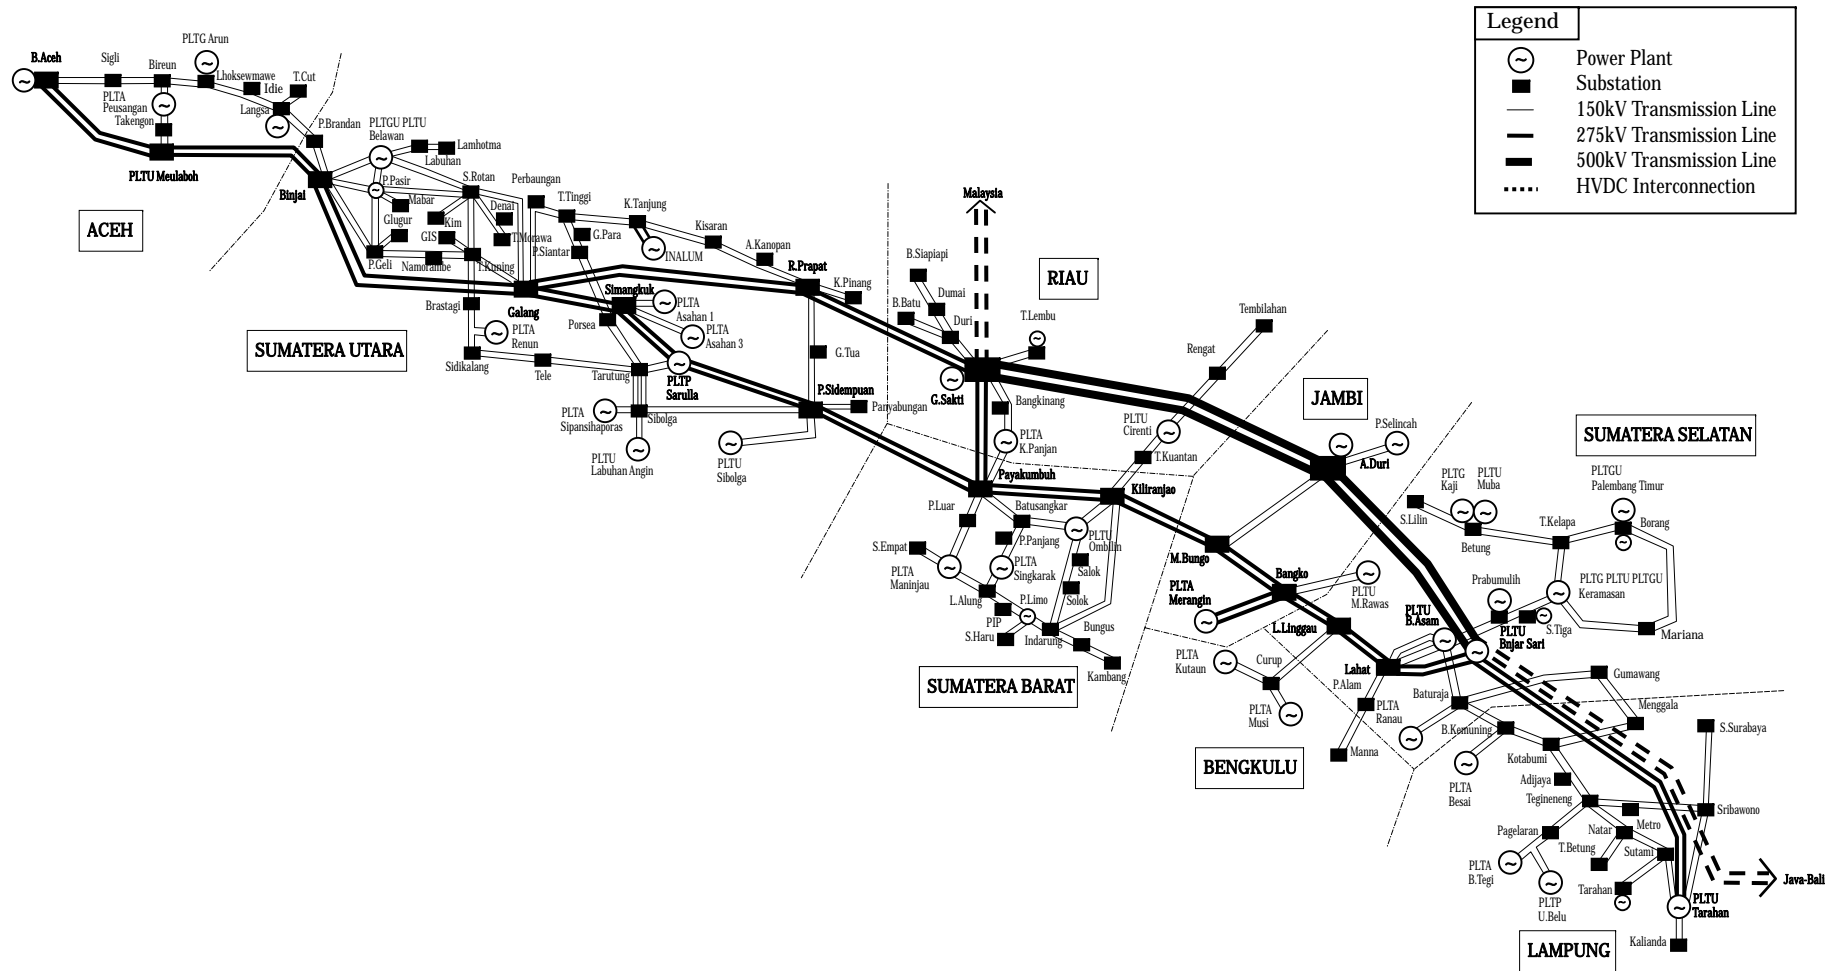 Legend
Power Plant
Substation
150kV Transmission Line
275kV Transmission Line
500kV Transmission Line
HVDC Interconnection
B.Aceh
Sigli
Bireun
PLTG Arun
Lhoksewmawe
Idie
T.Cut
Langsa
PLTA
Peusangan
Takengon
PLTU Meulaboh
P.Brandan
Binjai
ACEH
PLTGU PLTU
Belawan
Lamhotma
Labuhan
P.Pasir
Mabar
Glugur
P.Geli
Namorambe
S.Rotan
Kim
GIS
Denai
T.Morawa
T.Kuning
Perbaungan
T.Tinggi
G.Para
P.Siantar
K.Tanjung
INALUM
Kisaran
A.Kanopan
R.Prapat
K.Pinang
Galang
Simangkuk
PLTA
Asahan 1
PLTA
Asahan 3
Porsea
Brastagi
PLTA
Renun
Sidikalang
Tele
Tarutung
PLTP
Sarulla
G.Tua
P.Sidempuan
Panyabungan
PLTA
Sipansihaporas
Sibolga
PLTU
Labuhan Angin
PLTU
Sibolga
SUMATERA UTARA
Malaysia
RIAU
B.Siapiapi
Dumai
B.Batu
Duri
T.Lembu
G.Sakti
Bangkinang
PLTA
K.Panjan
Tembilahan
Rengat
PLTU
Cirenti
T.Kuantan
Payakumbuh
Kiliranjao
P.Luar
Batusangkar
P.Panjang
PLTU
Ombilin
S.Empat
PLTA
Maninjau
PLTA
Singkarak
Salok
Solok
L.Alung
P.Limo
PIP
S.Haru
Indarung
Bungus
Kambang
SUMATERA BARAT
JAMBI
P.Selincah
A.Duri
M.Bungo
Bangko
PLTA
Merangin
PLTU
M.Rawas
L.Linggau
SUMATERA SELATAN
PLTG
Kaji
PLTU
Muba
PLTGU
Palembang Timur
S.Lilin
Betung
T.Kelapa
Borang
Prabumulih
PLTG PLTU PLTGU
Keramasan
S.Tiga
Mariana
PLTU
B.Asam
PLTU
Bnjar Sari
Lahat
PLTA
Kutaun
Curup
PLTA
Musi
P.Alam
PLTA
Ranau
Manna
BENGKULU
Baturaja
Gumawang
Menggala
B.Kemuning
Kotabumi
PLTA
Besai
Adijaya
Tegineneng
S.Surabaya
Sribawono
Metro
Pagelaran
Natar
T.Betung
Sutami
PLTA
B.Tegi
PLTP
U.Belu
Tarahan
PLTU
Tarahan
Java-Bali
Kalianda
LAMPUNG